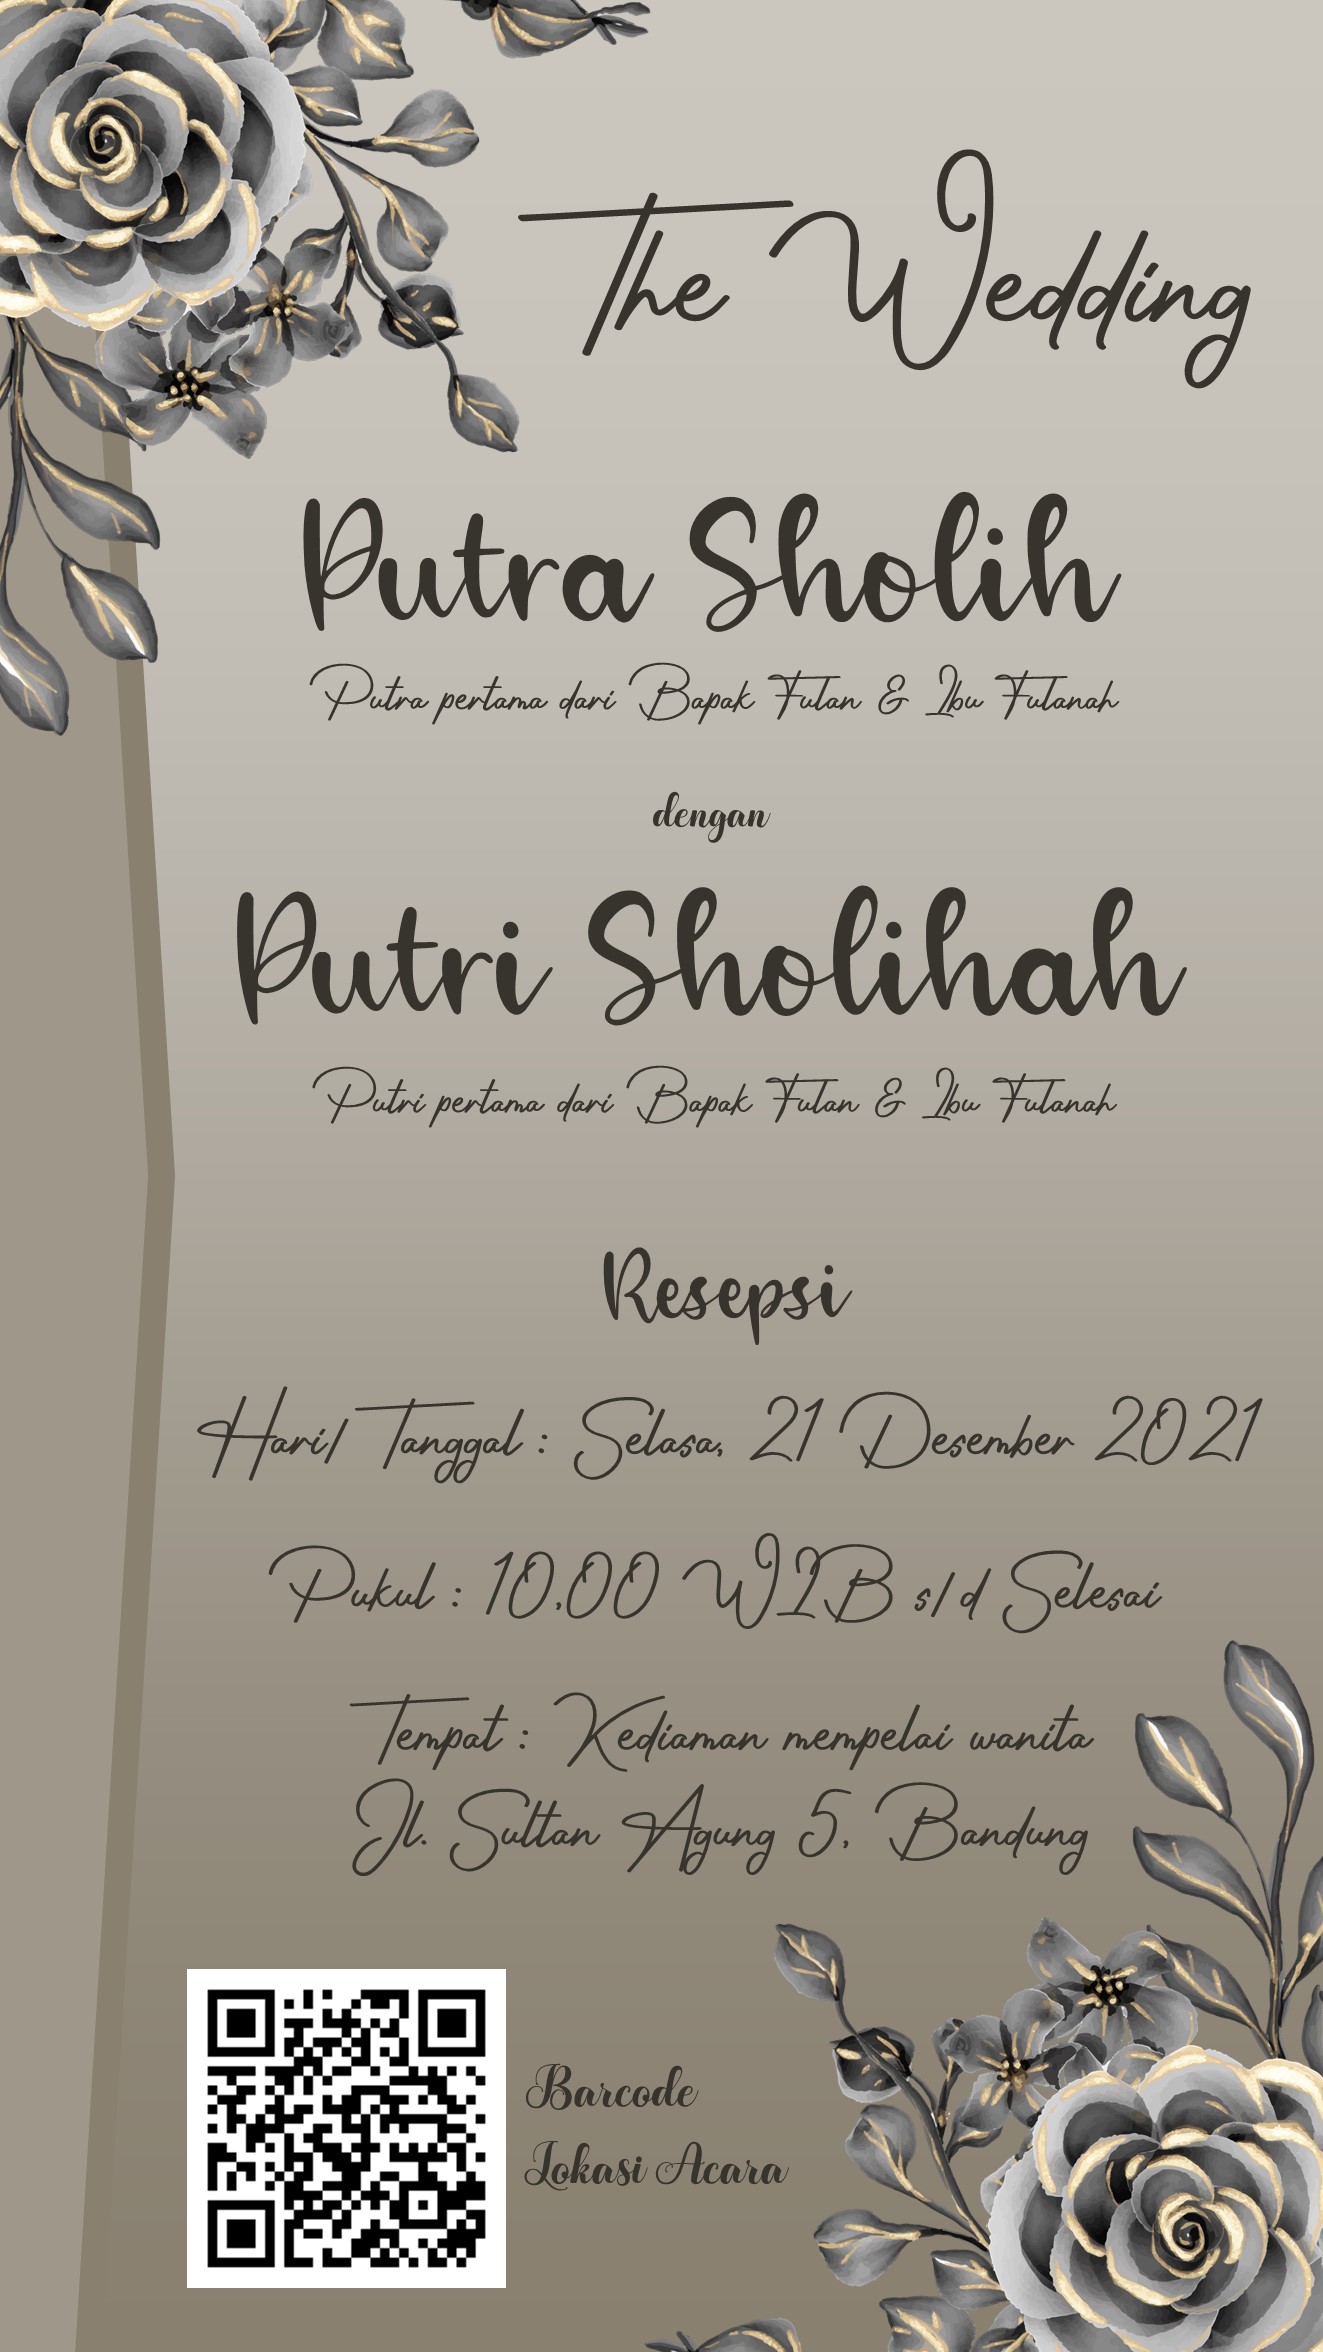 The Wedding
Putra Sholih
Putra pertama dari Bapak Fulan & Ibu Fulanah
dengan
Putri Sholihah
Putri pertama dari Bapak Fulan & Ibu Fulanah
Resepsi
Hari/ Tanggal : Selasa, 21 Desember 2021
Pukul : 10.00 WIB s/d Selesai
Tempat : Kediaman mempelai wanita
Jl. Sultan Agung 5, Bandung
Barcode
Lokasi Acara